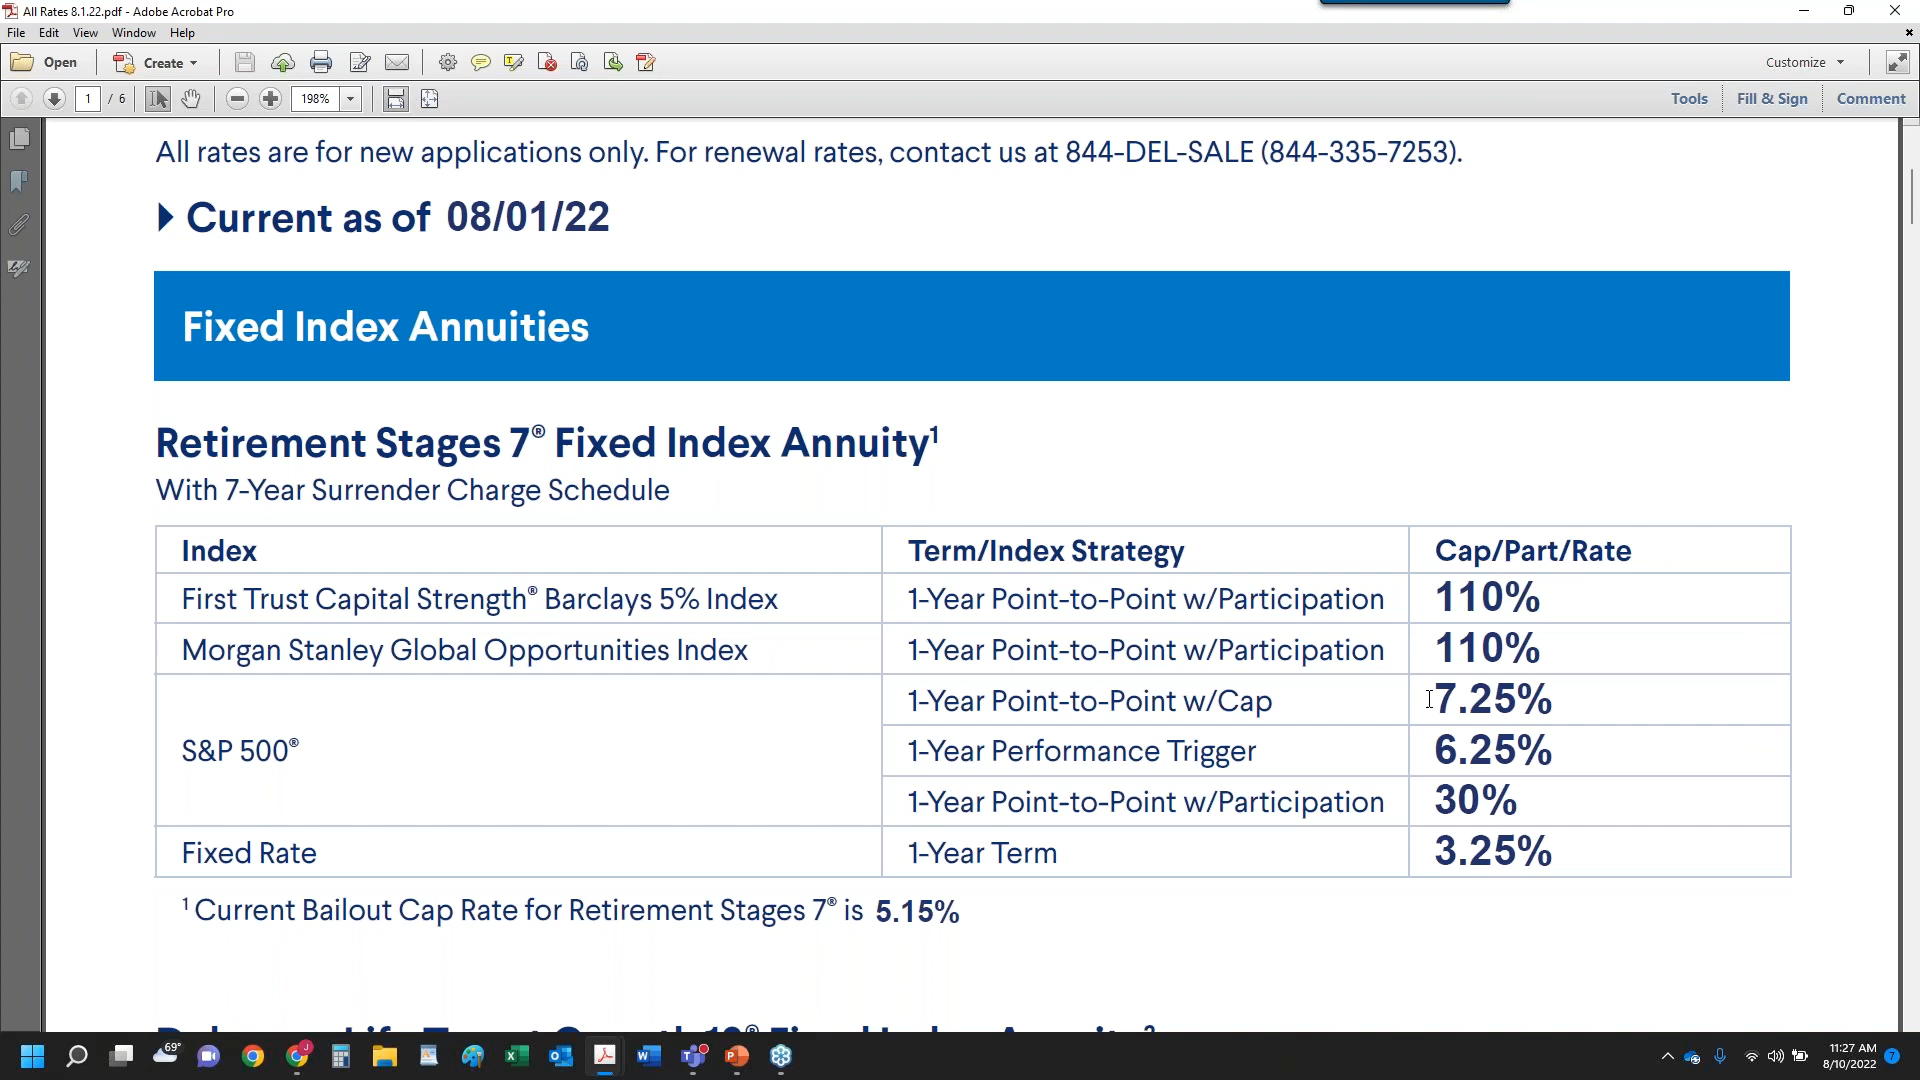 All Rates 8.1.22.pdf - Adobe Acrobat Pro
File Edit View Window Help
Open Create Customize
1 / 6 198% Tools Fill & Sign Comment
All rates are for new applications only. For renewal rates, contact us at 844-DEL-SALE (844-335-7253).
Current as of 08/01/22
Fixed Index Annuities
Retirement Stages 7® Fixed Index Annuity¹
With 7-Year Surrender Charge Schedule
Index Term/Index Strategy Cap/Part/Rate
First Trust Capital Strength® Barclays 5% Index 1-Year Point-to-Point w/Participation 110%
Morgan Stanley Global Opportunities Index 1-Year Point-to-Point w/Participation 110%
1-Year Point-to-Point w/Cap 7.25%
S&P 500® 1-Year Performance Trigger 6.25%
1-Year Point-to-Point w/Participation 30%
Fixed Rate 1-Year Term 3.25%
¹ Current Bailout Cap Rate for Retirement Stages 7® is 5.15%
69° 11:27 AM
8/10/2022 7